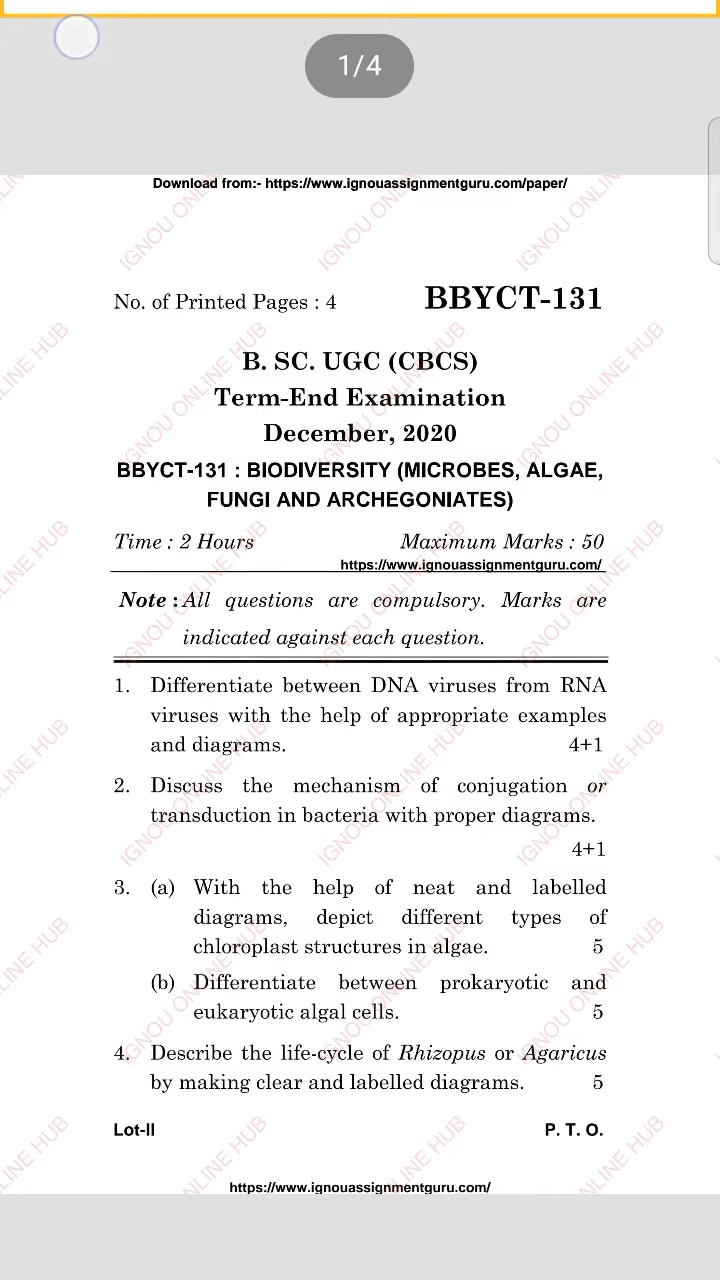 1/4
Download from:- https://www.ignouassignmentguru.com/paper/
No. of Printed Pages : 4 BBYCT-131
B. SC. UGC (CBCS)
Term-End Examination
December, 2020
BBYCT-131 : BIODIVERSITY (MICROBES, ALGAE,
FUNGI AND ARCHEGONIATES)
Time : 2 Hours Maximum Marks : 50
https://www.ignouassignmentguru.com/
Note : All questions are compulsory. Marks are
indicated against each question.
1. Differentiate between DNA viruses from RNA
viruses with the help of appropriate examples
and diagrams. 4+1
2. Discuss the mechanism of conjugation or
transduction in bacteria with proper diagrams.
4+1
3. (a) With the help of neat and labelled
diagrams, depict different types of
chloroplast structures in algae. 5
(b) Differentiate between prokaryotic and
eukaryotic algal cells. 5
4. Describe the life-cycle of Rhizopus or Agaricus
by making clear and labelled diagrams. 5
Lot-II P. T. O.
https://www.ignouassignmentguru.com/
IGNOU ONLINE HUB